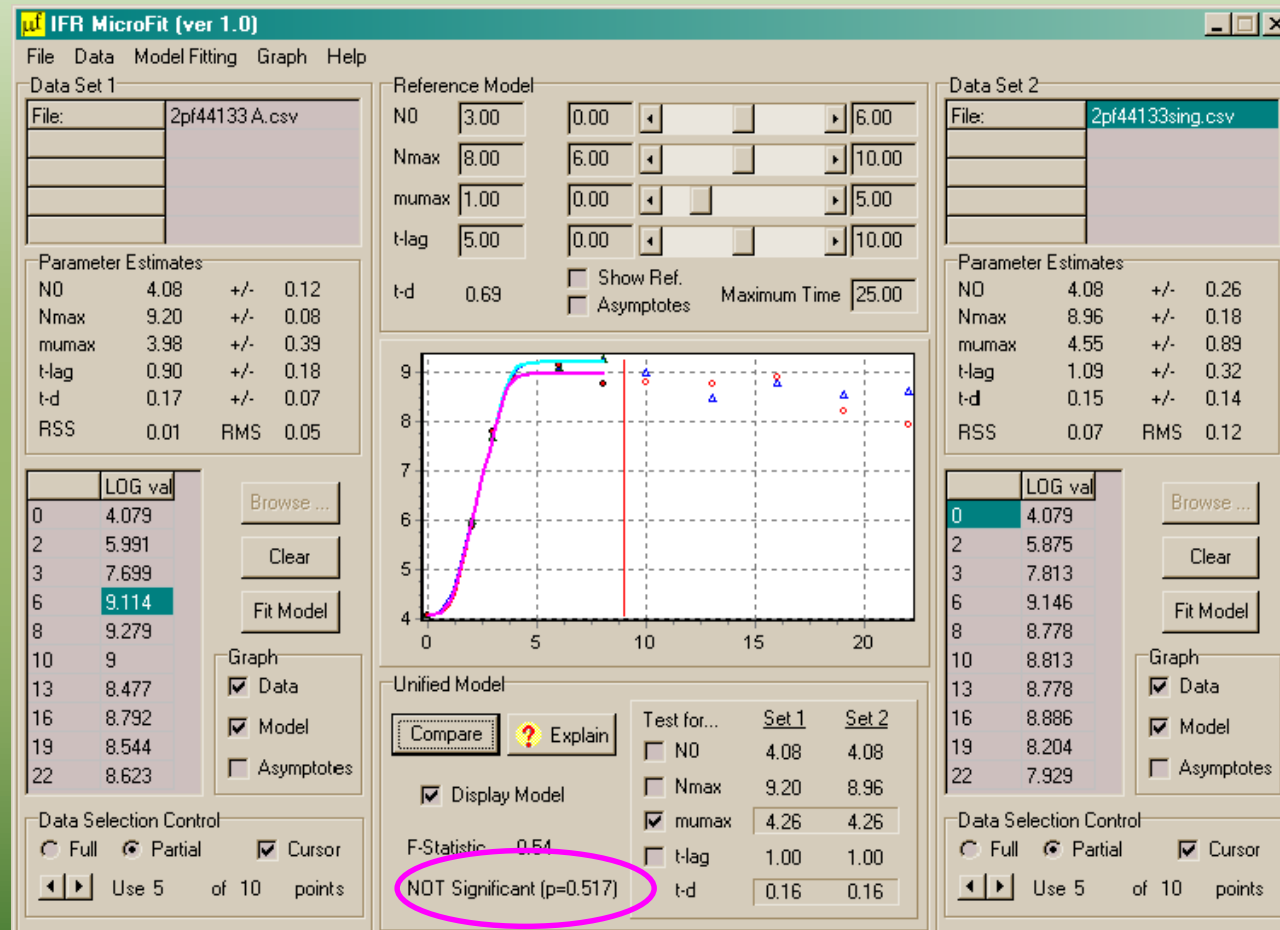 µf IFR MicroFit (ver 1.0)
File Data Model Fitting Graph Help
Data Set 1
File: 2pf44133 A.csv
Parameter Estimates
N0 4.08 +/- 0.12
Nmax 9.20 +/- 0.08
mumax 3.98 +/- 0.39
t-lag 0.90 +/- 0.18
t-d 0.17 +/- 0.07
RSS 0.01 RMS 0.05
LOG val
0 4.079
2 5.991
3 7.699
6 9.114
8 9.279
10 9
13 8.477
16 8.792
19 8.544
22 8.623
Browse ...
Clear
Fit Model
Graph
Data
Model
Asymptotes
Data Selection Control
Full Partial Cursor
Use 5 of 10 points
Reference Model
N0 3.00 0.00 6.00
Nmax 8.00 6.00 10.00
mumax 1.00 0.00 5.00
t-lag 5.00 0.00 10.00
t-d 0.69
Show Ref.
Asymptotes
Maximum Time 25.00
9
8
7
6
5
4
0 5 10 15 20
Unified Model
Compare
? Explain
Display Model
F-Statistic 0.54
NOT Significant (p=0.517)
Test for... Set 1 Set 2
N0 4.08 4.08
Nmax 9.20 8.96
mumax 4.26 4.26
t-lag 1.00 1.00
t-d 0.16 0.16
Data Set 2
File: 2pf44133sing.csv
Parameter Estimates
N0 4.08 +/- 0.26
Nmax 8.96 +/- 0.18
mumax 4.55 +/- 0.89
t-lag 1.09 +/- 0.32
t-d 0.15 +/- 0.14
RSS 0.07 RMS 0.12
LOG val
0 4.079
2 5.875
3 7.813
6 9.146
8 8.778
10 8.813
13 8.778
16 8.886
19 8.204
22 7.929
Browse ...
Clear
Fit Model
Graph
Data
Model
Asymptotes
Data Selection Control
Full Partial Cursor
Use 5 of 10 points